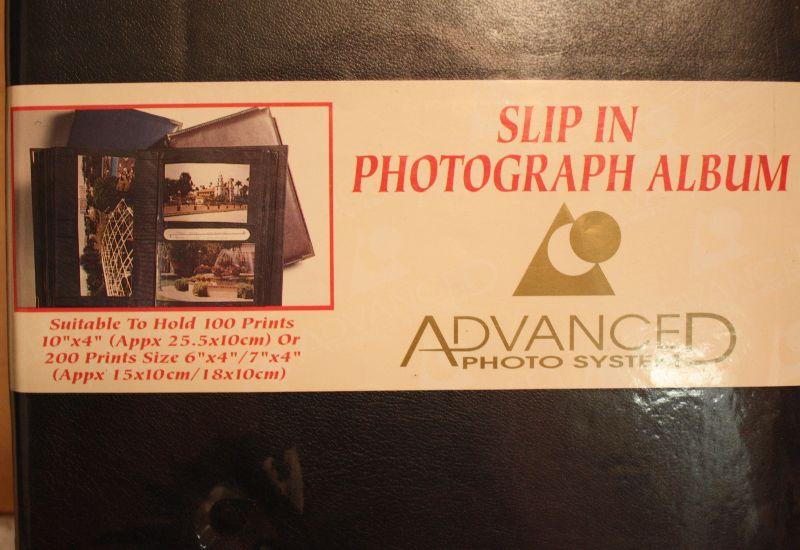 SLIP IN
PHOTOGRAPH ALBUM
ADVANCED
PHOTO SYSTEM
Suitable To Hold 100 Prints
10"x4" (Appx 25.5x10cm) Or
200 Prints Size 6"x4"/7"x4"
(Appx 15x10cm/18x10cm)